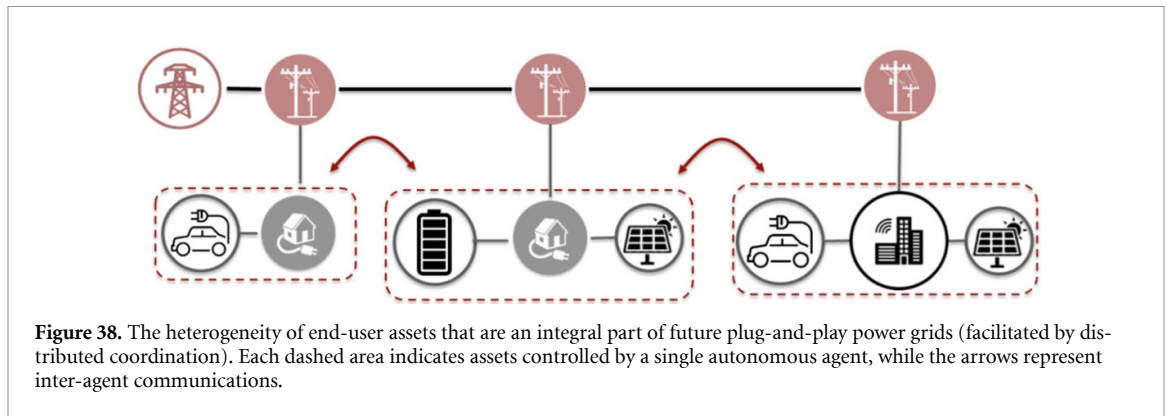 Figure 38. The heterogeneity of end-user assets that are an integral part of future plug-and-play power grids (facilitated by dis-
tributed coordination). Each dashed area indicates assets controlled by a single autonomous agent, while the arrows represent
inter-agent communications.